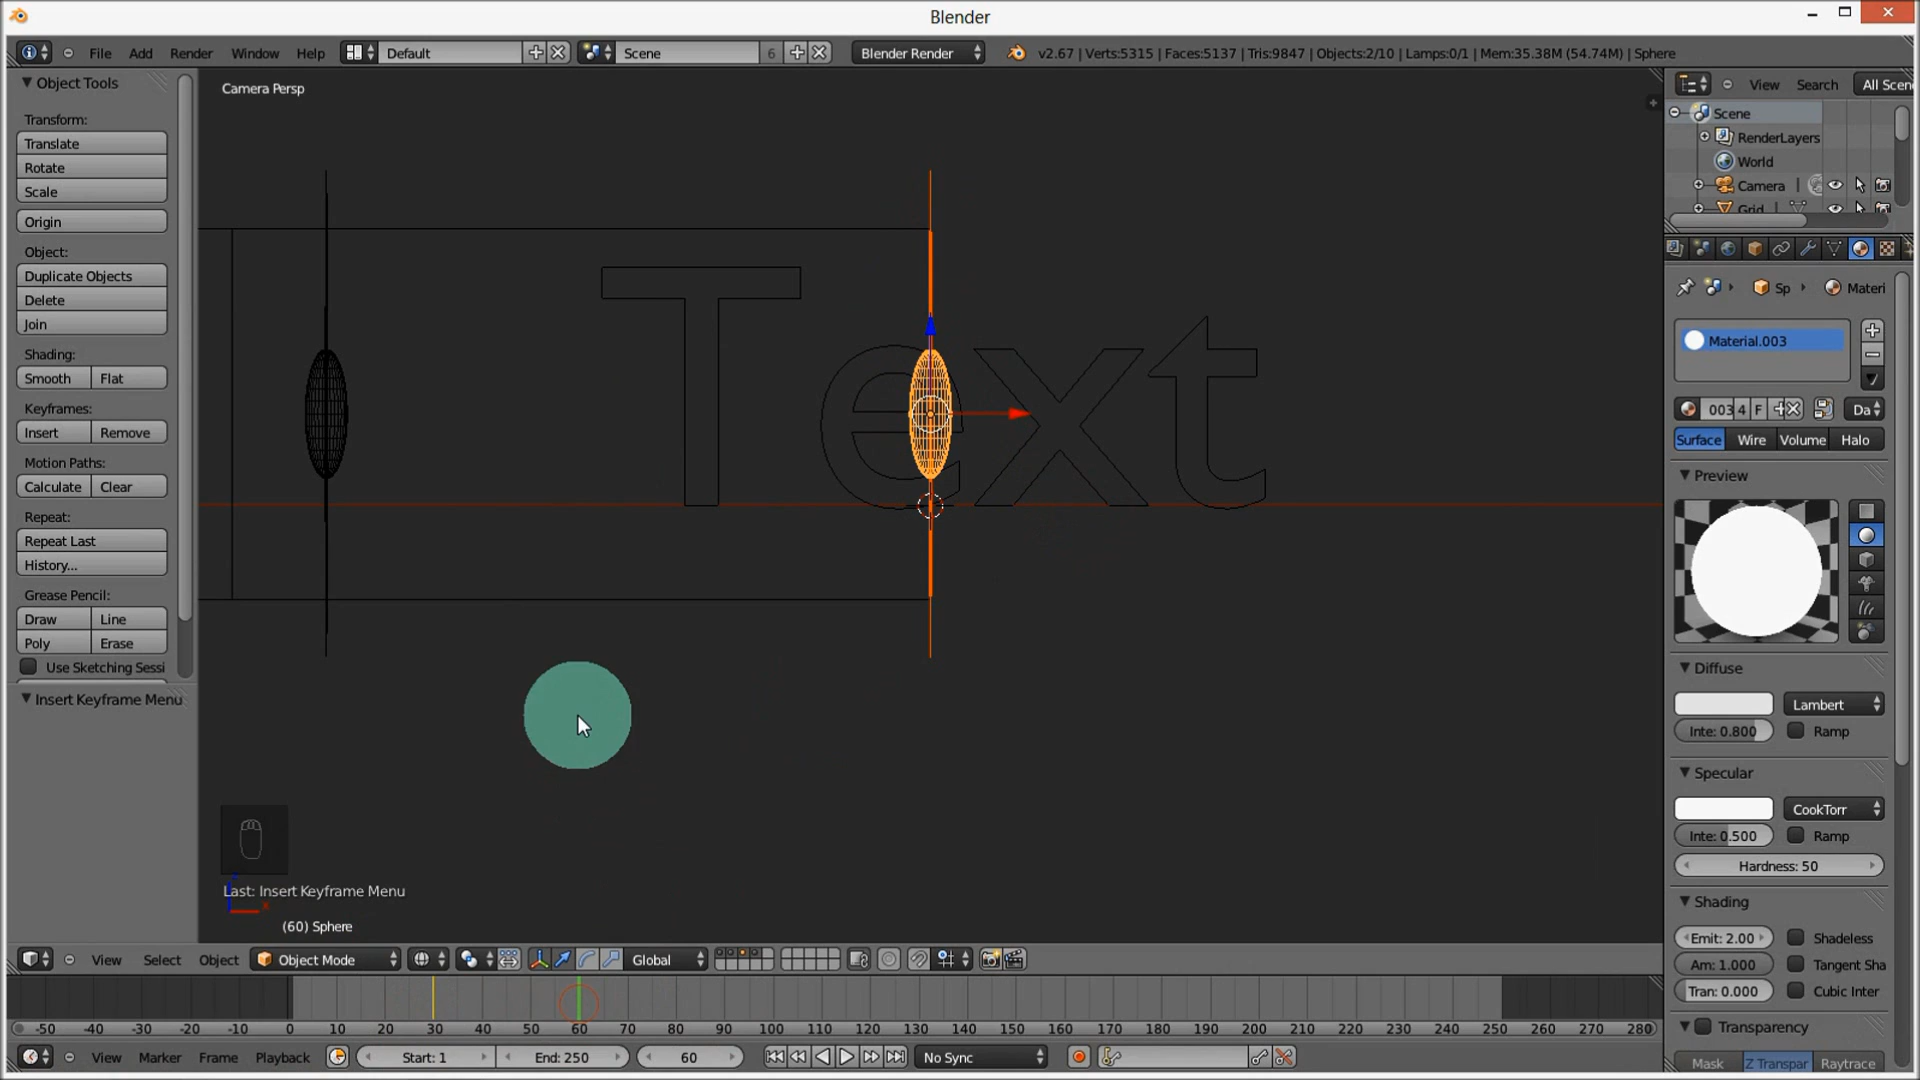 Blender
File Add Render Window Help Default Scene 6 Blender Render v2.67 | Verts:5315 | Faces:5137 | Tris:9847 | Objects:2/10 | Lamps:0/1 | Mem:35.38M (54.74M) | Sphere
Object Tools
Transform:
Translate
Rotate
Scale
Origin
Object:
Duplicate Objects
Delete
Join
Shading:
Smooth Flat
Keyframes:
Insert Remove
Motion Paths:
Calculate Clear
Repeat:
Repeat Last
History...
Grease Pencil:
Draw Line
Poly Erase
Use Sketching Sessi
Insert Keyframe Menu
Camera Persp
Text
Last: Insert Keyframe Menu
x
(60) Sphere
View Search All Scen
Scene
RenderLayers
World
Camera
Grid
Sp Materi
Material.003
003 4 F Da
Surface Wire Volume Halo
Preview
Diffuse
Lambert
Inte: 0.800 Ramp
Specular
CookTorr
Inte: 0.500 Ramp
Hardness: 50
Shading
Emit: 2.00 Shadeless
Am: 1.000 Tangent Sha
Tran: 0.000 Cubic Inter
Transparency
Mask Z Transpar Raytrace
View Select Object Object Mode Global
-50 -40 -30 -20 -10 0 10 20 30 40 50 60 70 80 90 100 110 120 130 140 150 160 170 180 190 200 210 220 230 240 250 260 270 280
View Marker Frame Playback Start: 1 End: 250 60 No Sync